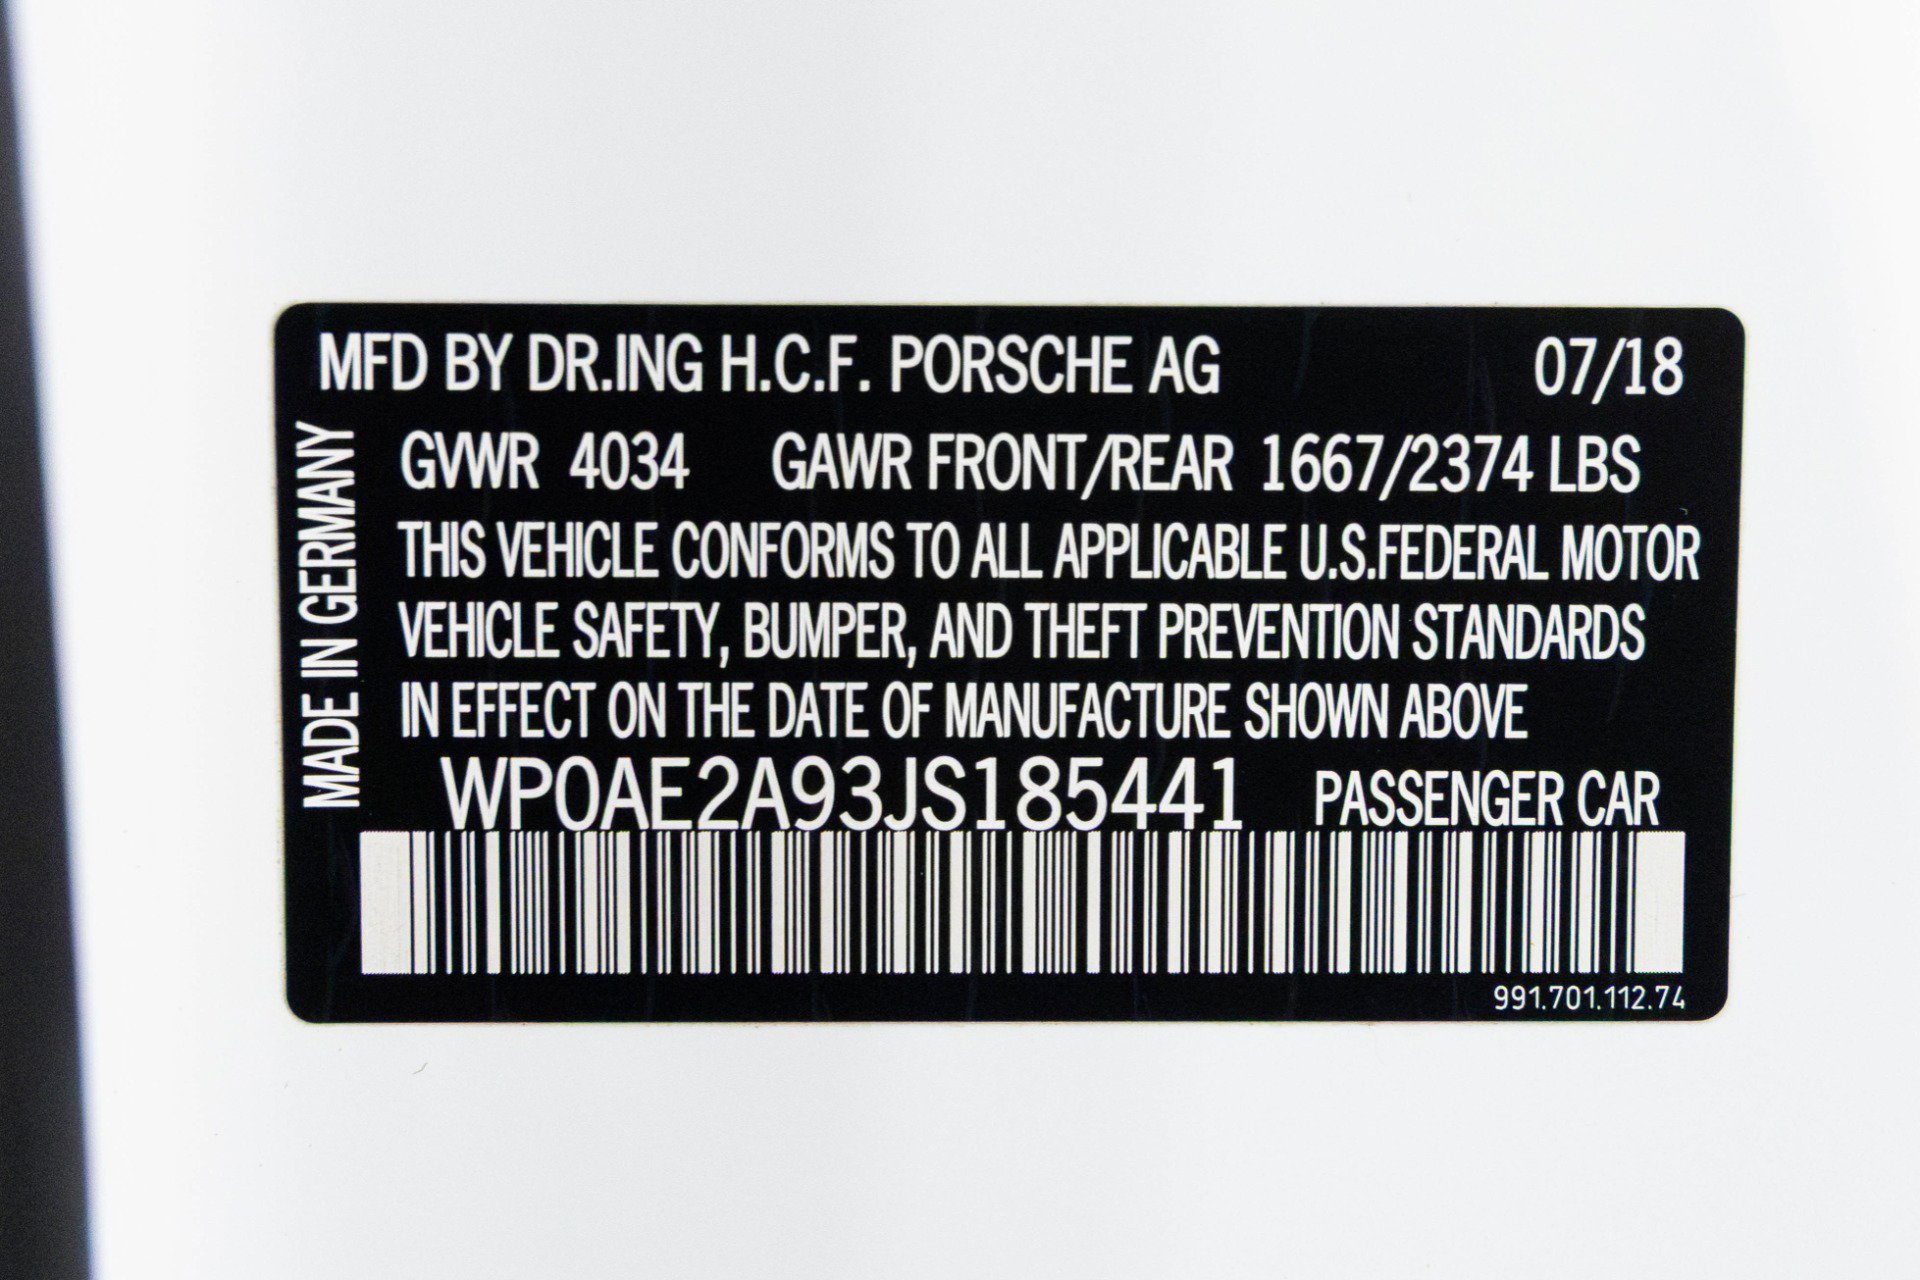 MFD BY DR.ING H.C.F. PORSCHE AG 07/18
MADE IN GERMANY
GVWR 4034 GAWR FRONT/REAR 1667/2374 LBS
THIS VEHICLE CONFORMS TO ALL APPLICABLE U.S.FEDERAL MOTOR
VEHICLE SAFETY, BUMPER, AND THEFT PREVENTION STANDARDS
IN EFFECT ON THE DATE OF MANUFACTURE SHOWN ABOVE
WP0AE2A93JS185441 PASSENGER CAR
991.701.112.74